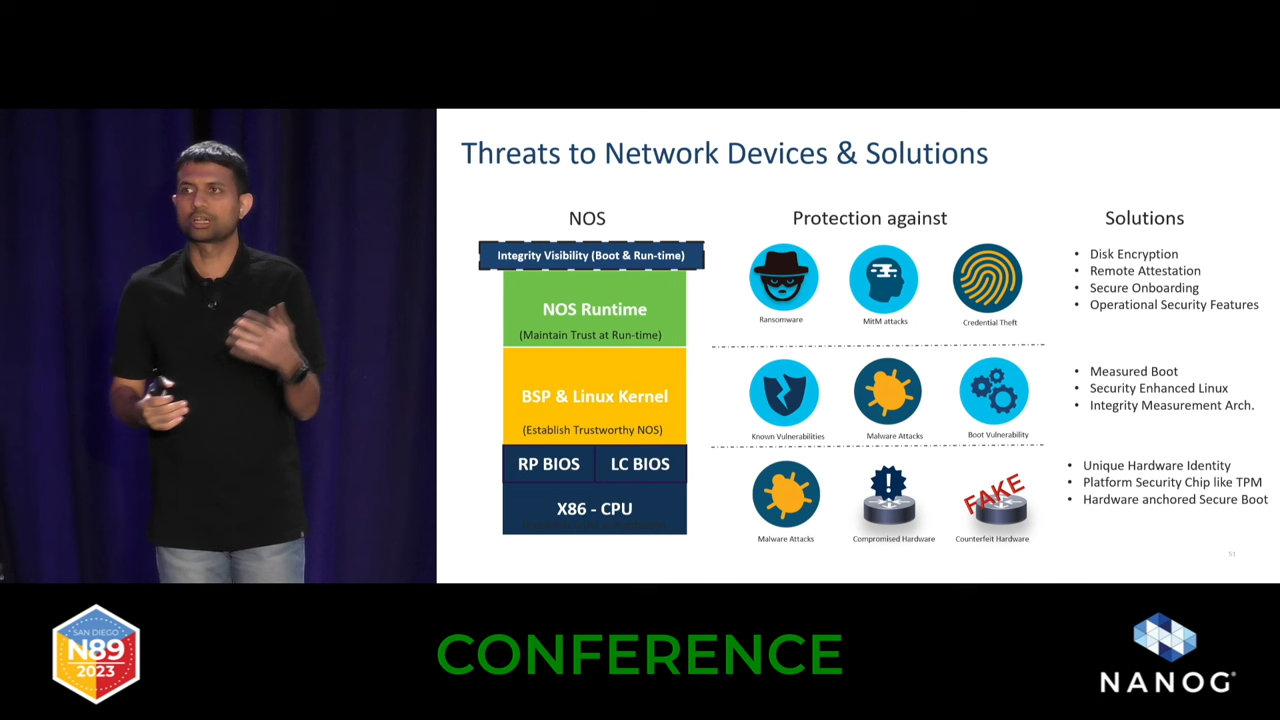 Threats to Network Devices & Solutions
NOS
Protection against
Solutions
Integrity Visibility (Boot & Run-time)
NOS Runtime
(Maintain Trust at Run-time)
BSP & Linux Kernel
(Establish Trustworthy NOS)
RP BIOS
LC BIOS
X86 - CPU
Ransomware
MitM attacks
Credential Theft
Known Vulnerabilities
Malware Attacks
Boot Vulnerability
FAKE
Malware Attacks
Compromised Hardware
Counterfeit Hardware
• Disk Encryption
• Remote Attestation
• Secure Onboarding
• Operational Security Features
• Measured Boot
• Security Enhanced Linux
• Integrity Measurement Arch.
• Unique Hardware Identity
• Platform Security Chip like TPM
• Hardware anchored Secure Boot
51
SAN DIEGO
N89
2023
CONFERENCE
NANOG®